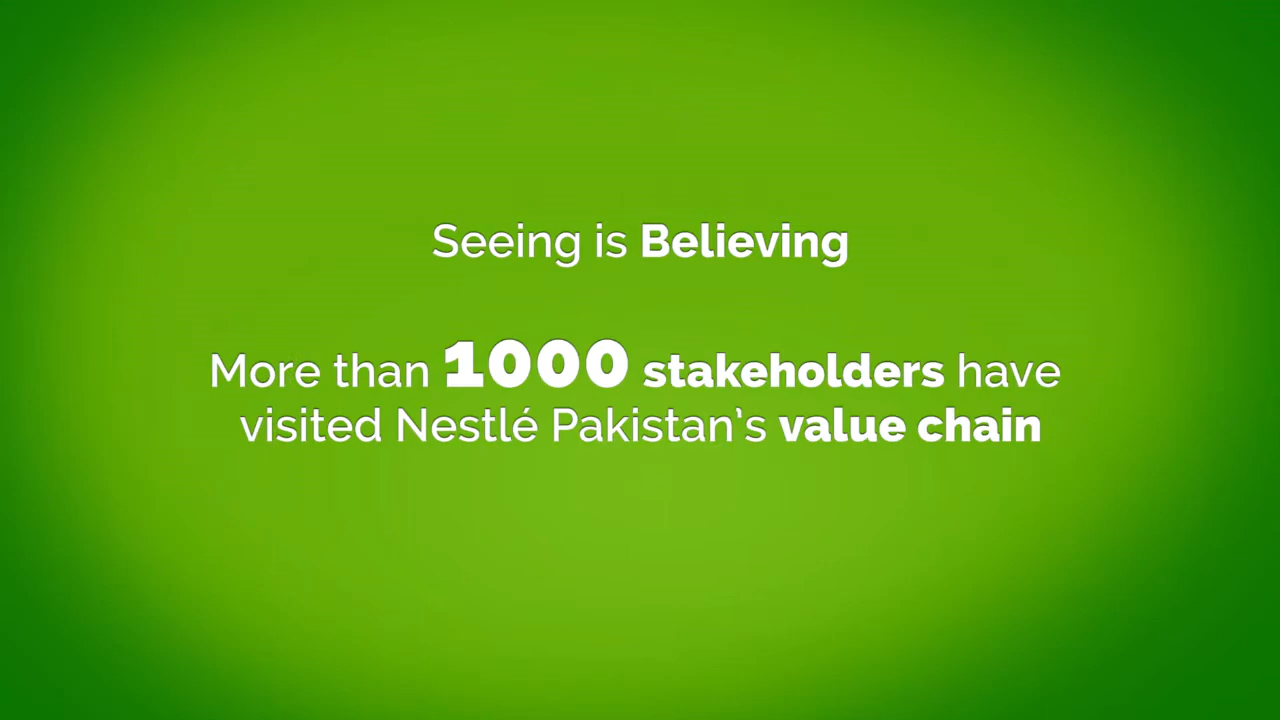 Seeing is Believing
More than 1000 stakeholders have
visited Nestlé Pakistan’s value chain